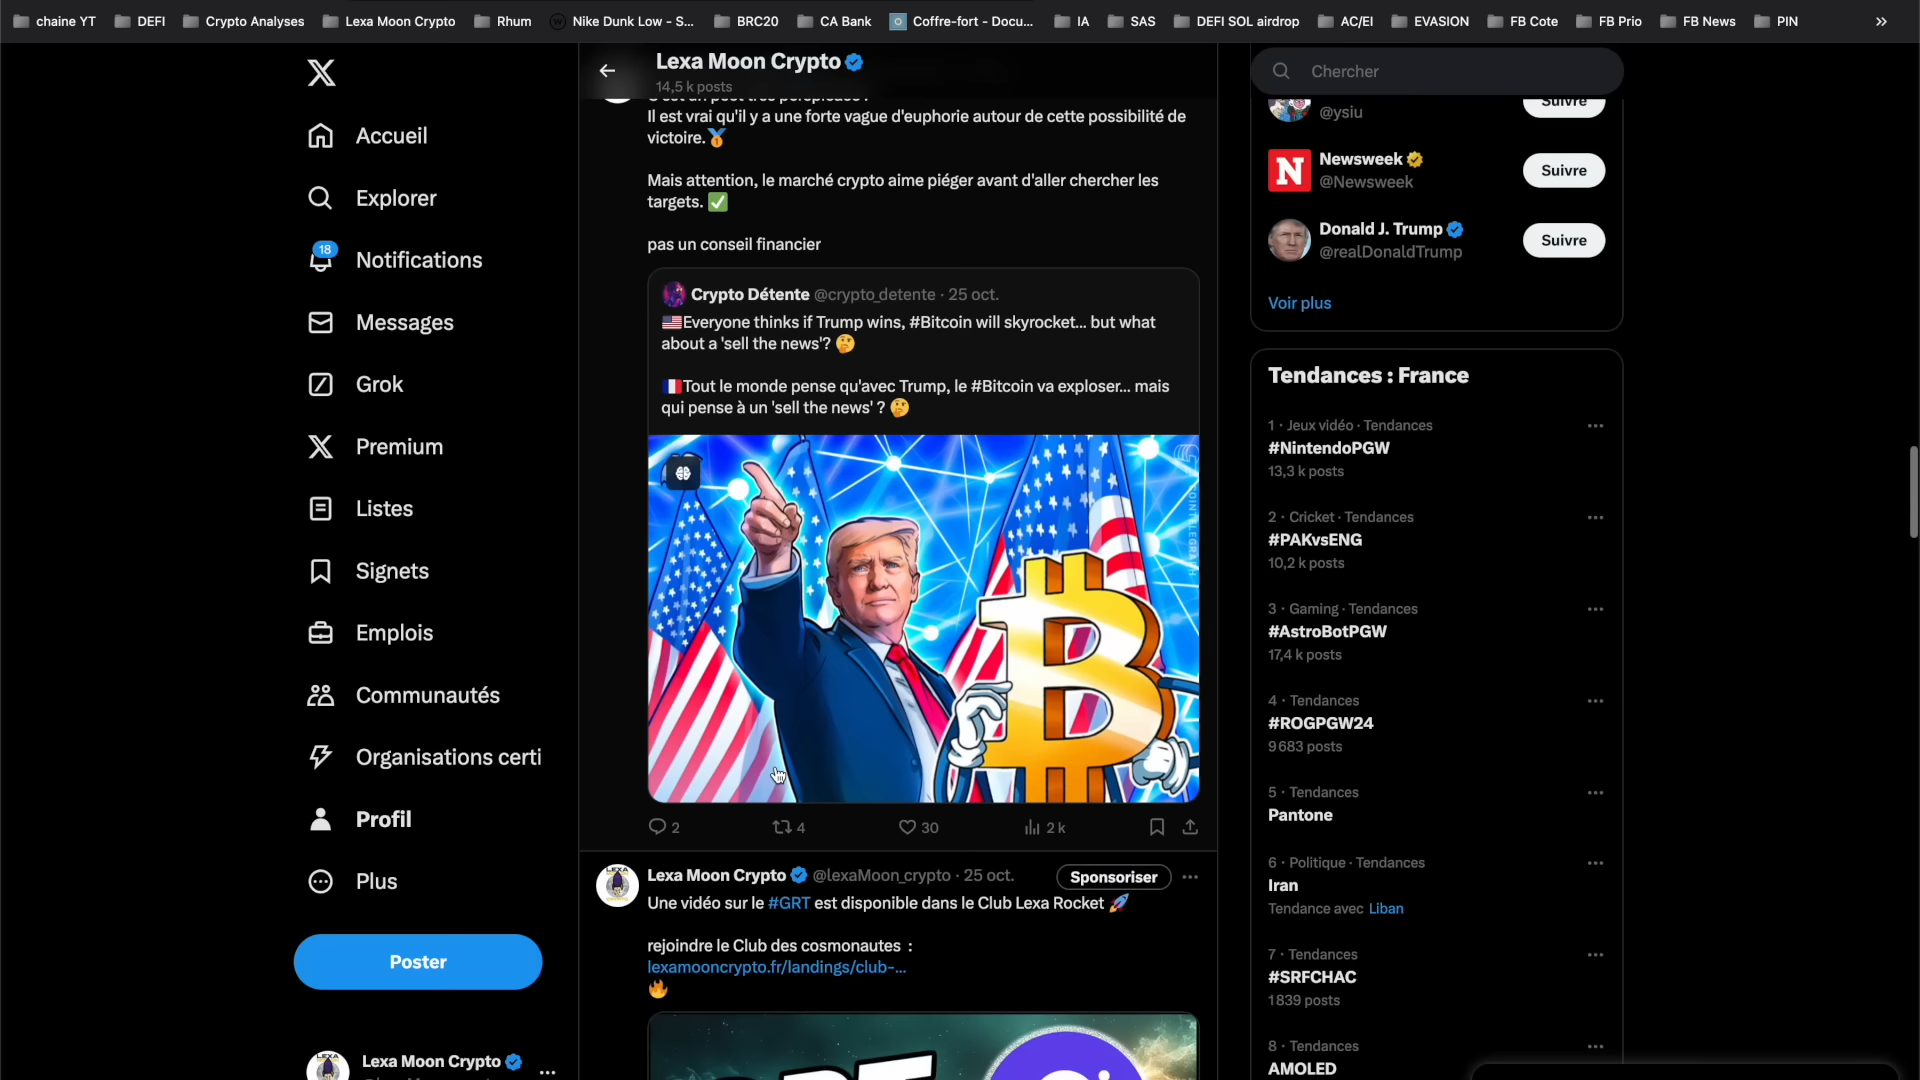 chaine YT
DEFI
Crypto Analyses
Lexa Moon Crypto
Rhum
Nike Dunk Low - S...
BRC20
CA Bank
Coffre-fort - Docu...
IA
SAS
DEFI SOL airdrop
AC/EI
EVASION
FB Cote
FB Prio
FB News
PIN
»
Accueil
Explorer
18
Notifications
Messages
Grok
Premium
Listes
Signets
Emplois
Communautés
Organisations certi
Profil
Plus
Poster
Lexa Moon Crypto
Lexa Moon Crypto
14,5 k posts
Il est vrai qu'il y a une forte vague d'euphorie autour de cette possibilité de
victoire.🥇
Mais attention, le marché crypto aime piéger avant d'aller chercher les
targets. ✅
pas un conseil financier
Crypto Détente @crypto_detente · 25 oct.
🇺🇸Everyone thinks if Trump wins, #Bitcoin will skyrocket... but what
about a 'sell the news'? 🤔
🇫🇷Tout le monde pense qu'avec Trump, le #Bitcoin va exploser... mais
qui pense à un 'sell the news' ? 🤔
COINTELEGRAPH
2
4
30
2 k
Lexa Moon Crypto @lexaMoon_crypto · 25 oct.
Sponsoriser
Une vidéo sur le #GRT est disponible dans le Club Lexa Rocket 🚀
rejoindre le Club des cosmonautes :
lexamooncrypto.fr/landings/club-...
🔥
Chercher
@ysiu
Suivre
Newsweek
@Newsweek
Suivre
Donald J. Trump
@realDonaldTrump
Suivre
Voir plus
Tendances : France
1 · Jeux vidéo · Tendances
#NintendoPGW
13,3 k posts
2 · Cricket · Tendances
#PAKvsENG
10,2 k posts
3 · Gaming · Tendances
#AstroBotPGW
17,4 k posts
4 · Tendances
#ROGPGW24
9 683 posts
5 · Tendances
Pantone
6 · Politique · Tendances
Iran
Tendance avec Liban
7 · Tendances
#SRFCHAC
1 839 posts
8 · Tendances
AMOLED